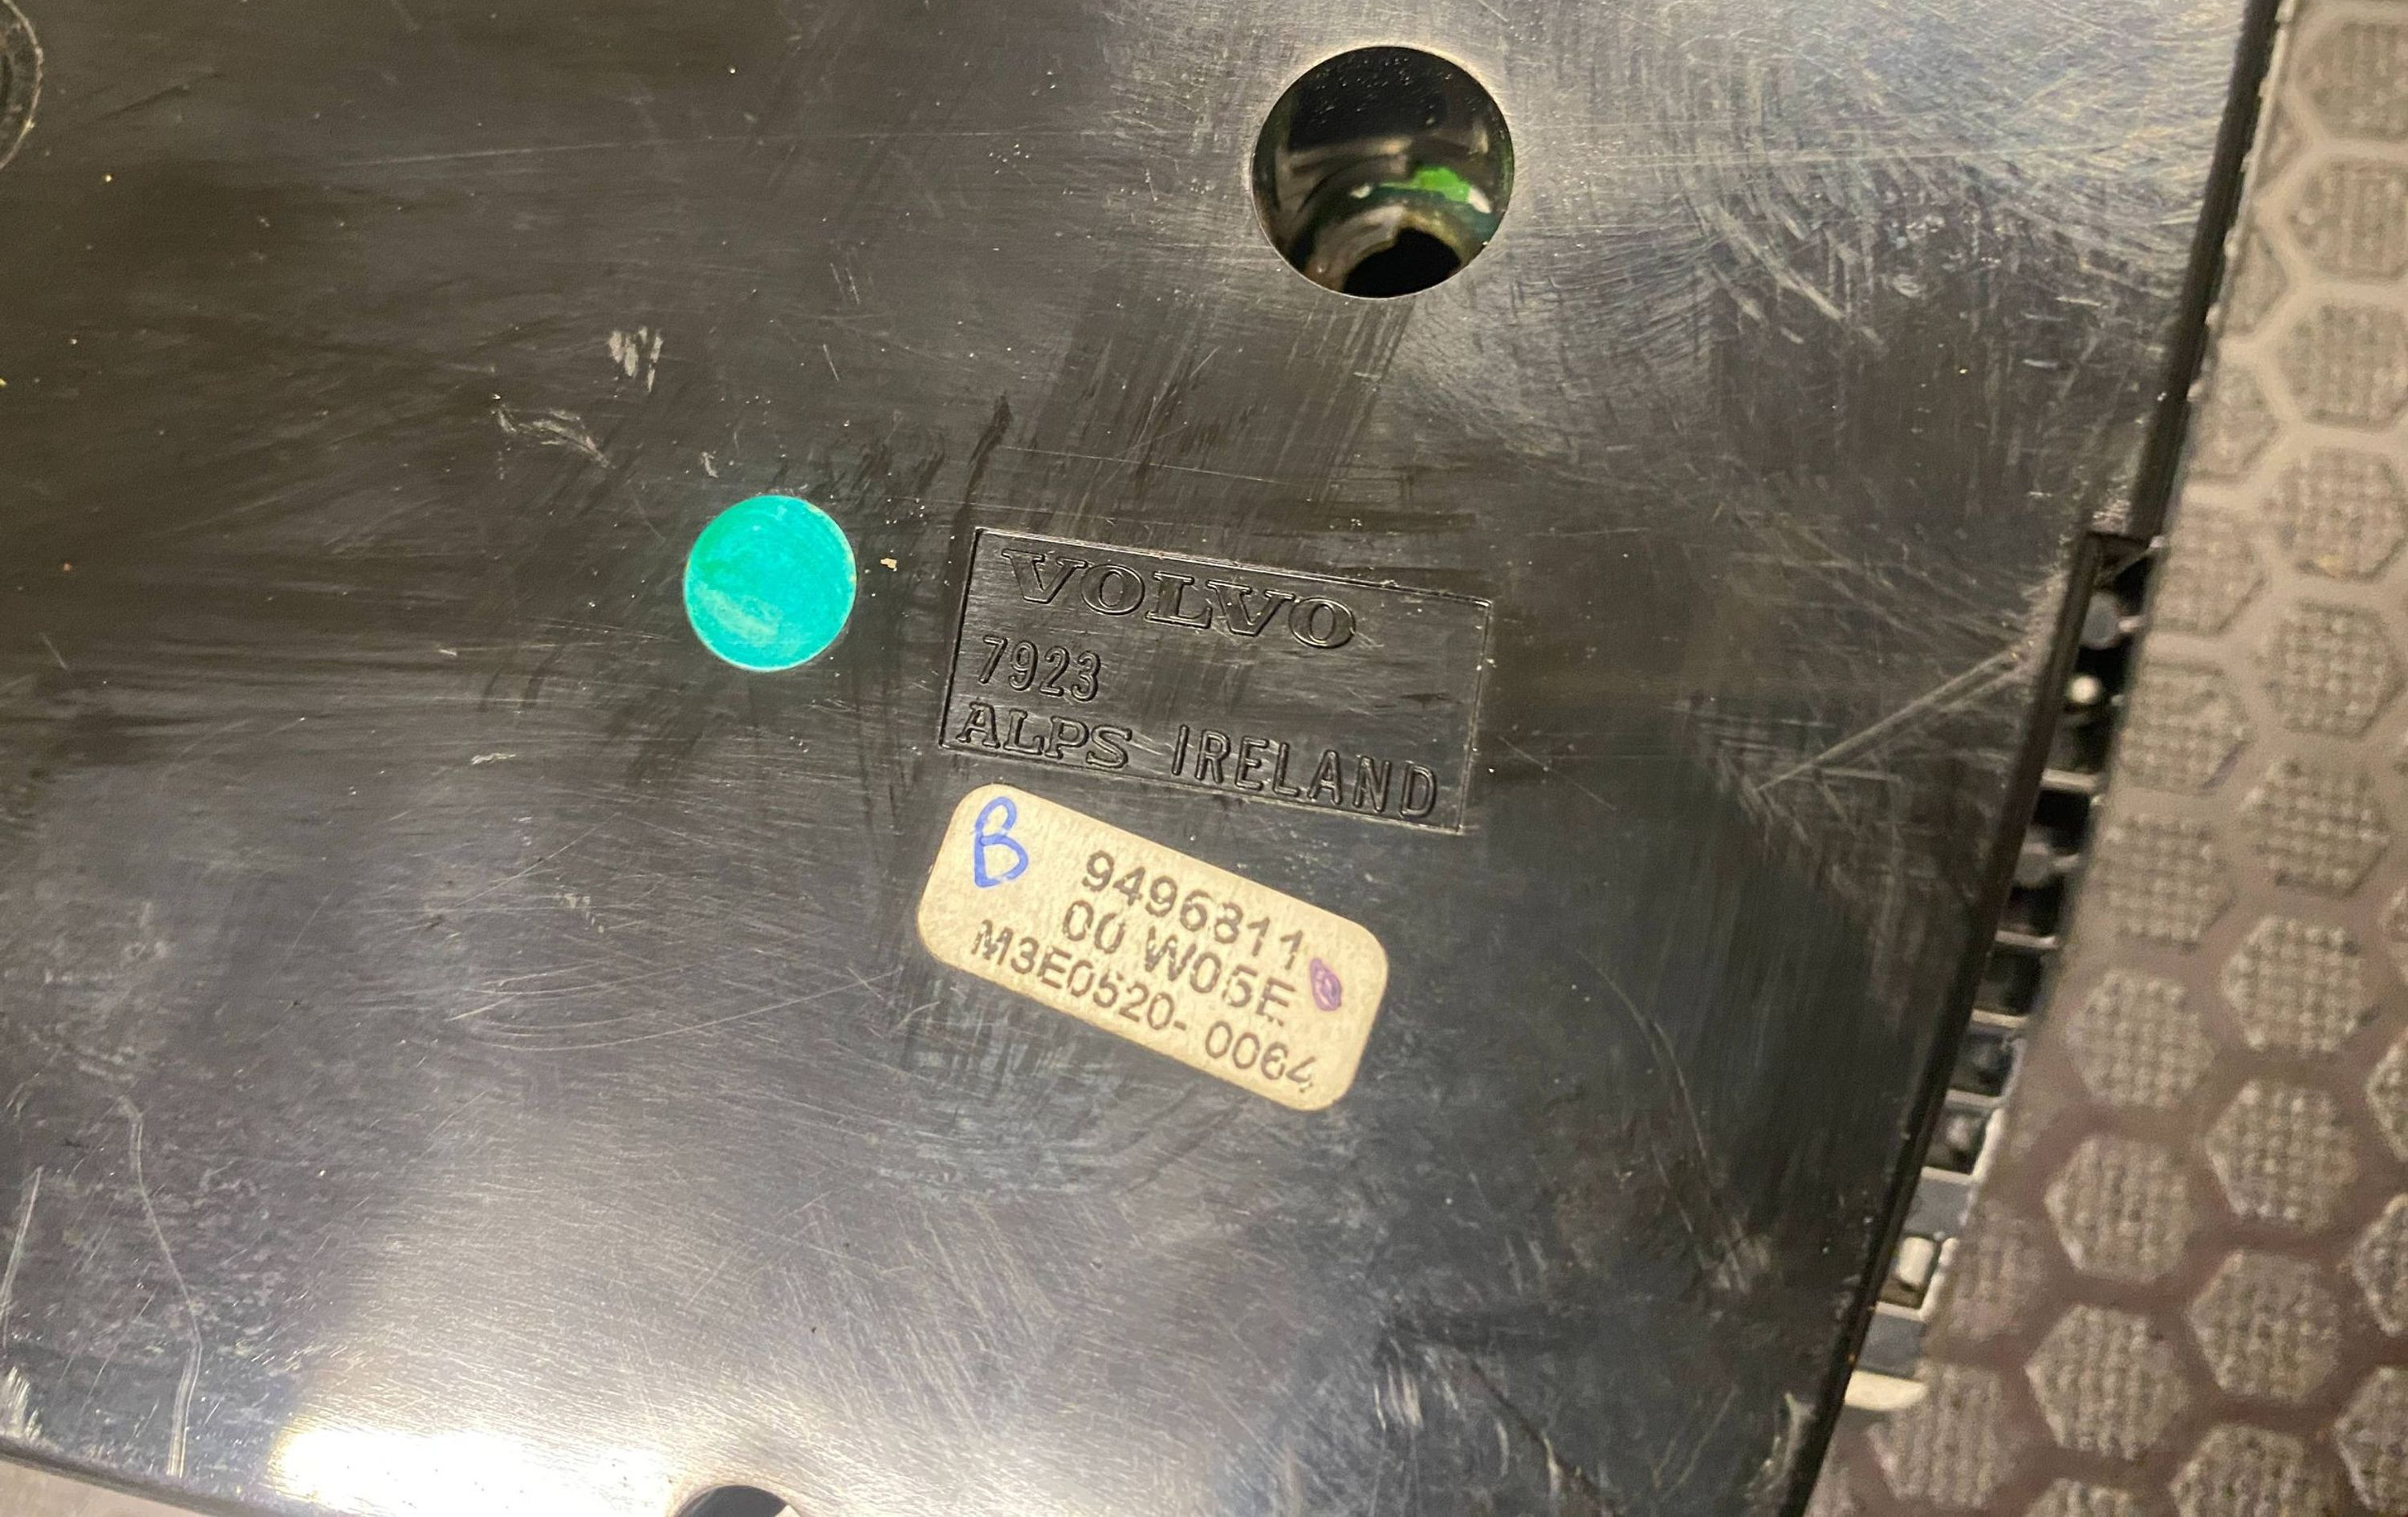 VOLVO
7923
ALPS IRELAND
B
9496811
00 W05E
M3E0520- 0064